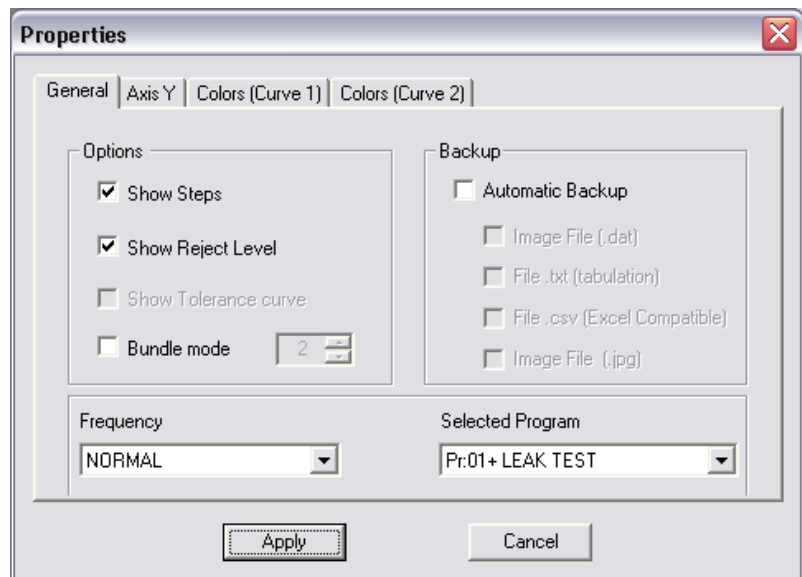 Properties
General
Axis Y
Colors (Curve 1)
Colors (Curve 2)
Options
Show Steps
Show Reject Level
Show Tolerance curve
Bundle mode
2
Backup
Automatic Backup
Image File (.dat)
File .txt (tabulation)
File .csv (Excel Compatible)
Image File (.jpg)
Frequency
NORMAL
Selected Program
Pr:01+ LEAK TEST
Apply
Cancel